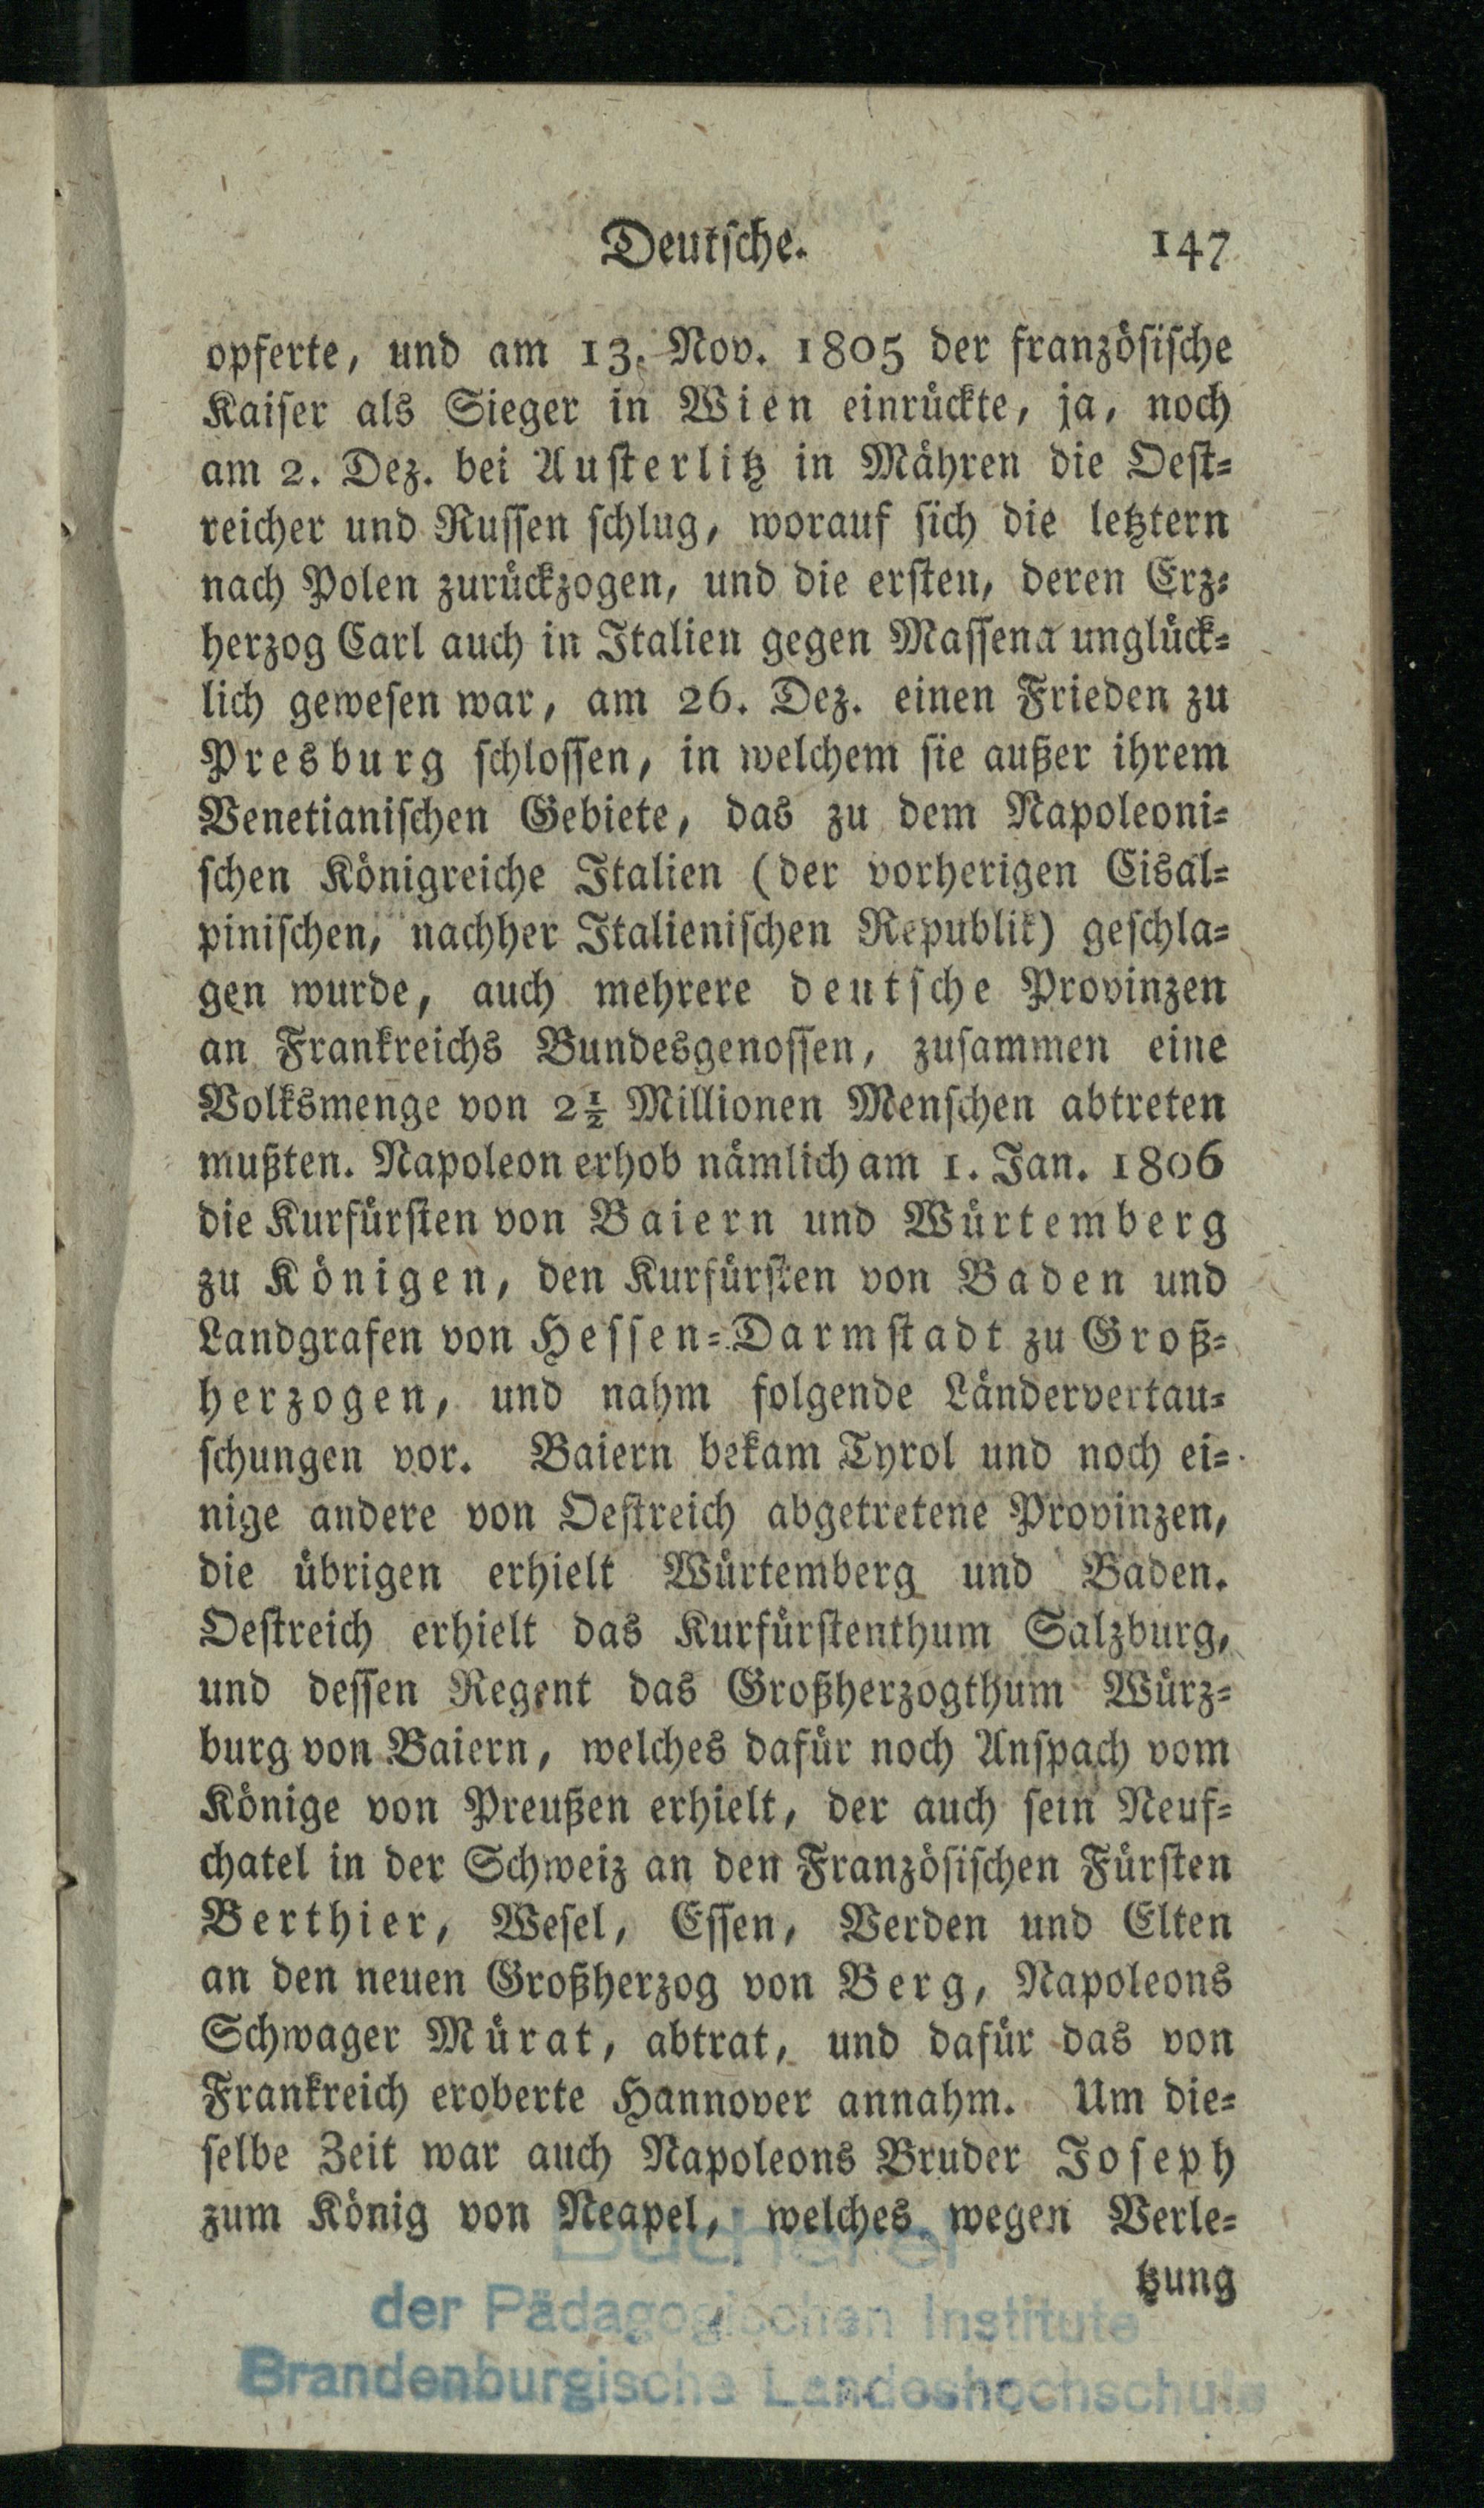 Deutsche. 147
opferte, und am 13. Nov. 1805 der französische
Kaiser als Sieger in Wien einrückte, ja, noch
am 2. Dez. bei Austerlitz in Mähren die Oest-
reicher und Russen schlug, worauf sich die letztern
nach Polen zurückzogen, und die ersten, deren Erz-
herzog Carl auch in Italien gegen Massena unglück-
lich gewesen war, am 26. Dez. einen Frieden zu
Presburg schlossen, in welchem sie außer ihrem
Venetianischen Gebiete, das zu dem Napoleoni-
schen Königreiche Italien (der vorherigen Cisal-
pinischen, nachher Italienischen Republik) geschla-
gen wurde, auch mehrere deutsche Provinzen
an Frankreichs Bundesgenossen, zusammen eine
Volksmenge von 2½ Millionen Menschen abtreten
mußten. Napoleon erhob nämlich am 1. Jan. 1806
die Kurfürsten von Baiern und Würtemberg
zu Königen, den Kurfürsten von Baden und
Landgrafen von Hessen-Darmstadt zu Groß-
herzogen, und nahm folgende Ländervertau-
schungen vor. Baiern bekam Tyrol und noch ei-
nige andere von Oestreich abgetretene Provinzen,
die übrigen erhielt Würtemberg und Baden.
Oestreich erhielt das Kurfürstenthum Salzburg,
und dessen Regent das Großherzogthum Würz-
burg von Baiern, welches dafür noch Anspach vom
Könige von Preußen erhielt, der auch sein Neuf-
chatel in der Schweiz an den Französischen Fürsten
Berthier, Wesel, Essen, Verden und Elten
an den neuen Großherzog von Berg, Napoleons
Schwager Mürat, abtrat, und dafür das von
Frankreich eroberte Hannover annahm. Um die-
selbe Zeit war auch Napoleons Bruder Joseph
zum König von Neapel, welches wegen Verle-
tzung
Bücherei
der Pädagogischen Institute
Brandenburgische Landeshochschule